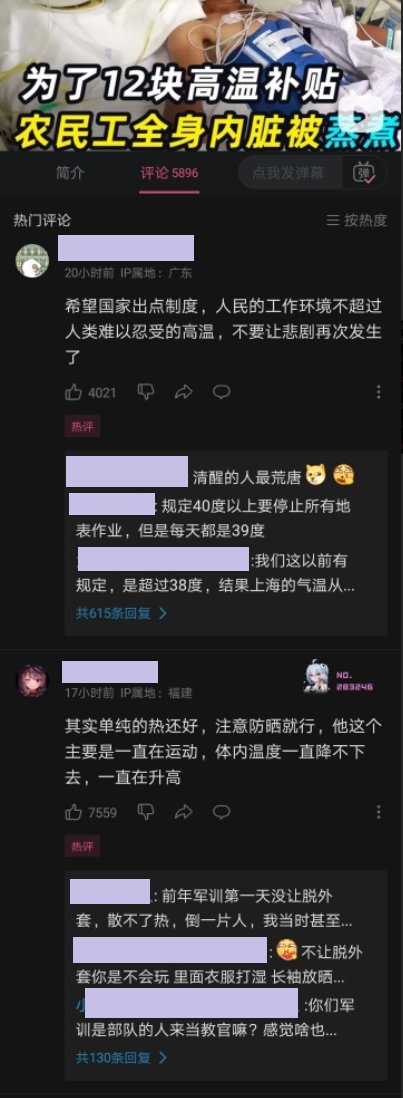 为了12块高温补贴
农民工全身内脏被蒸煮
简介
评论 5896
点我发弹幕
弹
热门评论
按热度
20小时前 IP属地：广东
希望国家出点制度，人民的工作环境不超过
人类难以忍受的高温，不要让悲剧再次发生
了
4021
热评
清醒的人最荒唐
: 规定40度以上要停止所有地
表作业，但是每天都是39度
:我们这以前有
规定，是超过38度，结果上海的气温从...
共615条回复
NO.
283246
17小时前 IP属地：福建
其实单纯的热还好，注意防晒就行，他这个
主要是一直在运动，体内温度一直降不下
去，一直在升高
7559
热评
: 前年军训第一天没让脱外
套，散不了热，倒一片人，我当时甚至...
: 不让脱外
套你是不会玩 里面衣服打湿 长袖放晒...
小
:你们军
训是部队的人来当教官嘛？感觉啥也...
共130条回复